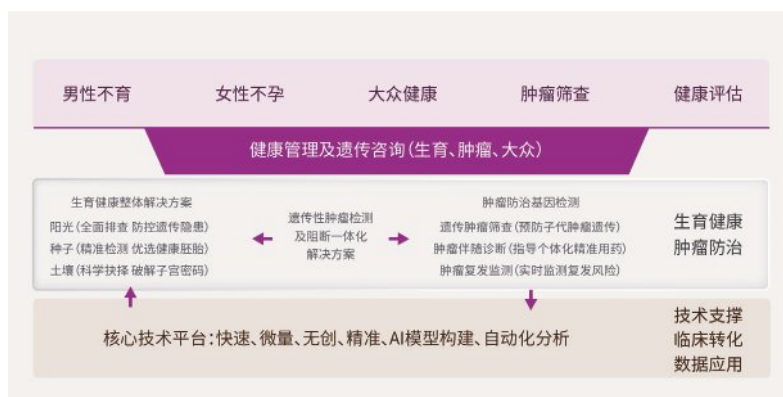 男性不育 女性不孕 大众健康 肿瘤筛查 健康评估
健康管理及遗传咨询(生育、肿瘤、大众)
生育健康整体解决方案
阳光(全面排查 防控遗传隐患)
种子(精准检测 优选健康胚胎)
土壤(科学抉择 破解子宫密码)
遗传性肿瘤检测
及阻断一体化
解决方案
肿瘤防治基因检测
遗传肿瘤筛查(预防子代肿瘤遗传)
肿瘤伴随诊断(指导个体化精准用药)
肿瘤复发监测(实时监测复发风险)
生育健康
肿瘤防治
核心技术平台:快速、微量、无创、精准、AI模型构建、自动化分析
技术支撑
临床转化
数据应用